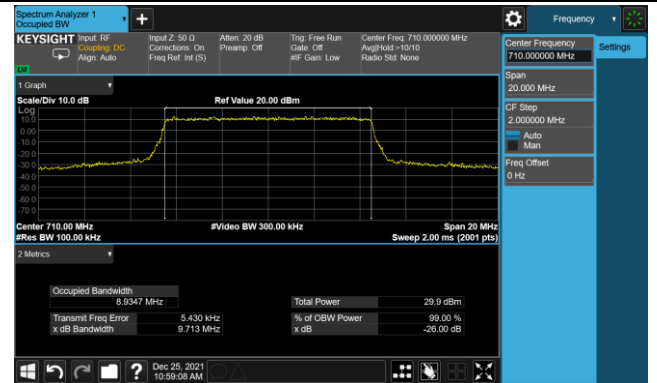 Spectrum Analyzer 1
Occupied BW
Frequency
KEYSIGHT
Input: RF
Coupling: DC
Align: Auto
Input Z: 50 Ω
Corrections: On
Freq Ref: Int (S)
Atten: 20 dB
Preamp: Off
Trig: Free Run
Gate: Off
#IF Gain: Low
Center Freq: 710.000000 MHz
Avg|Hold:>10/10
Radio Std: None
Center Frequency
710.000000 MHz
Settings
Span
20.000 MHz
CF Step
2.000000 MHz
Auto
Man
Freq Offset
0 Hz
1 Graph
Scale/Div 10.0 dB
Ref Value 20.00 dBm
Log
10.0
0.00
-10.0
-20.0
-30.0
-40.0
-50.0
-60.0
-70.0
Center 710.00 MHz
#Video BW 300.00 kHz
Span 20 MHz
#Res BW 100.00 kHz
Sweep 2.00 ms (2001 pts)
2 Metrics
Occupied Bandwidth
8.9347 MHz
Total Power
29.9 dBm
Transmit Freq Error
5.430 kHz
% of OBW Power
99.00 %
x dB Bandwidth
9.713 MHz
x dB
-26.00 dB
Dec 25, 2021
10:59:08 AM